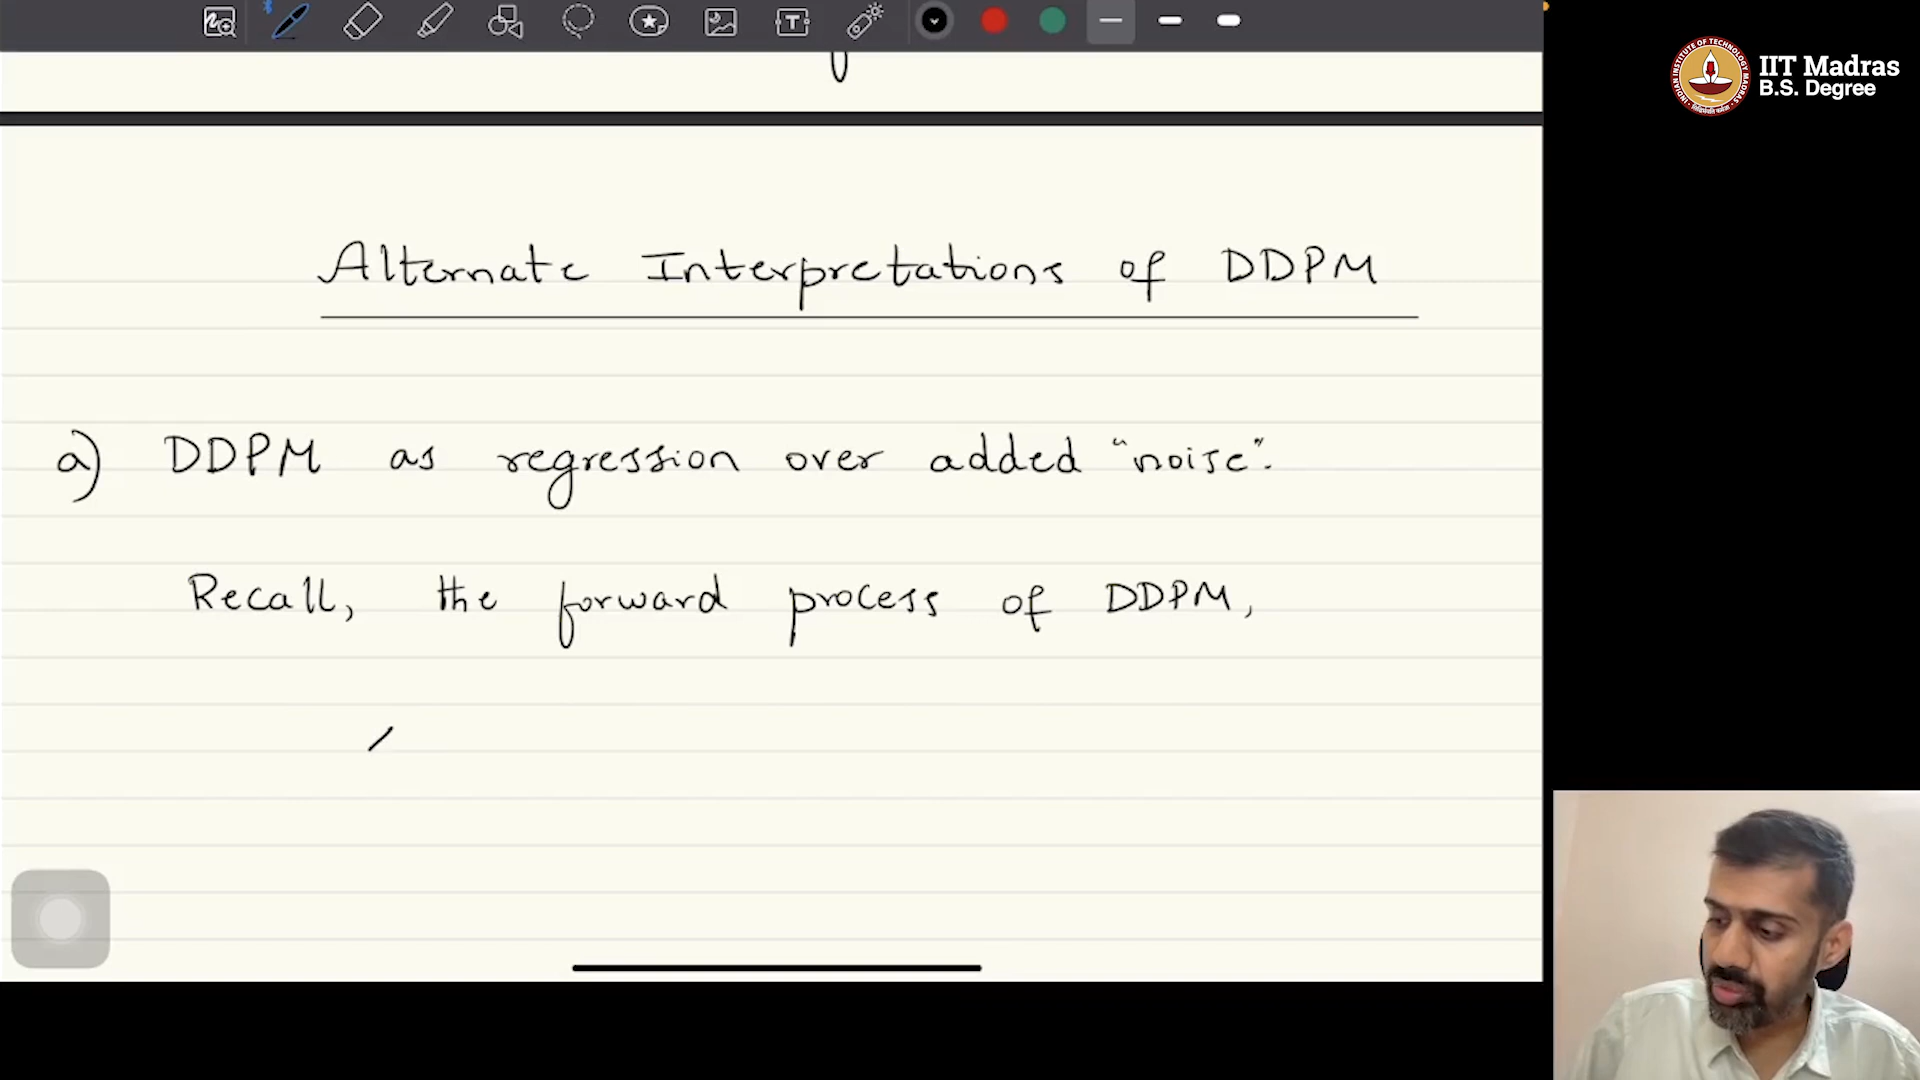 IIT Madras
B.S. Degree
Alternate Interpretations of DDPM
a) DDPM as regression over added "noise".
Recall, the forward process of DDPM,